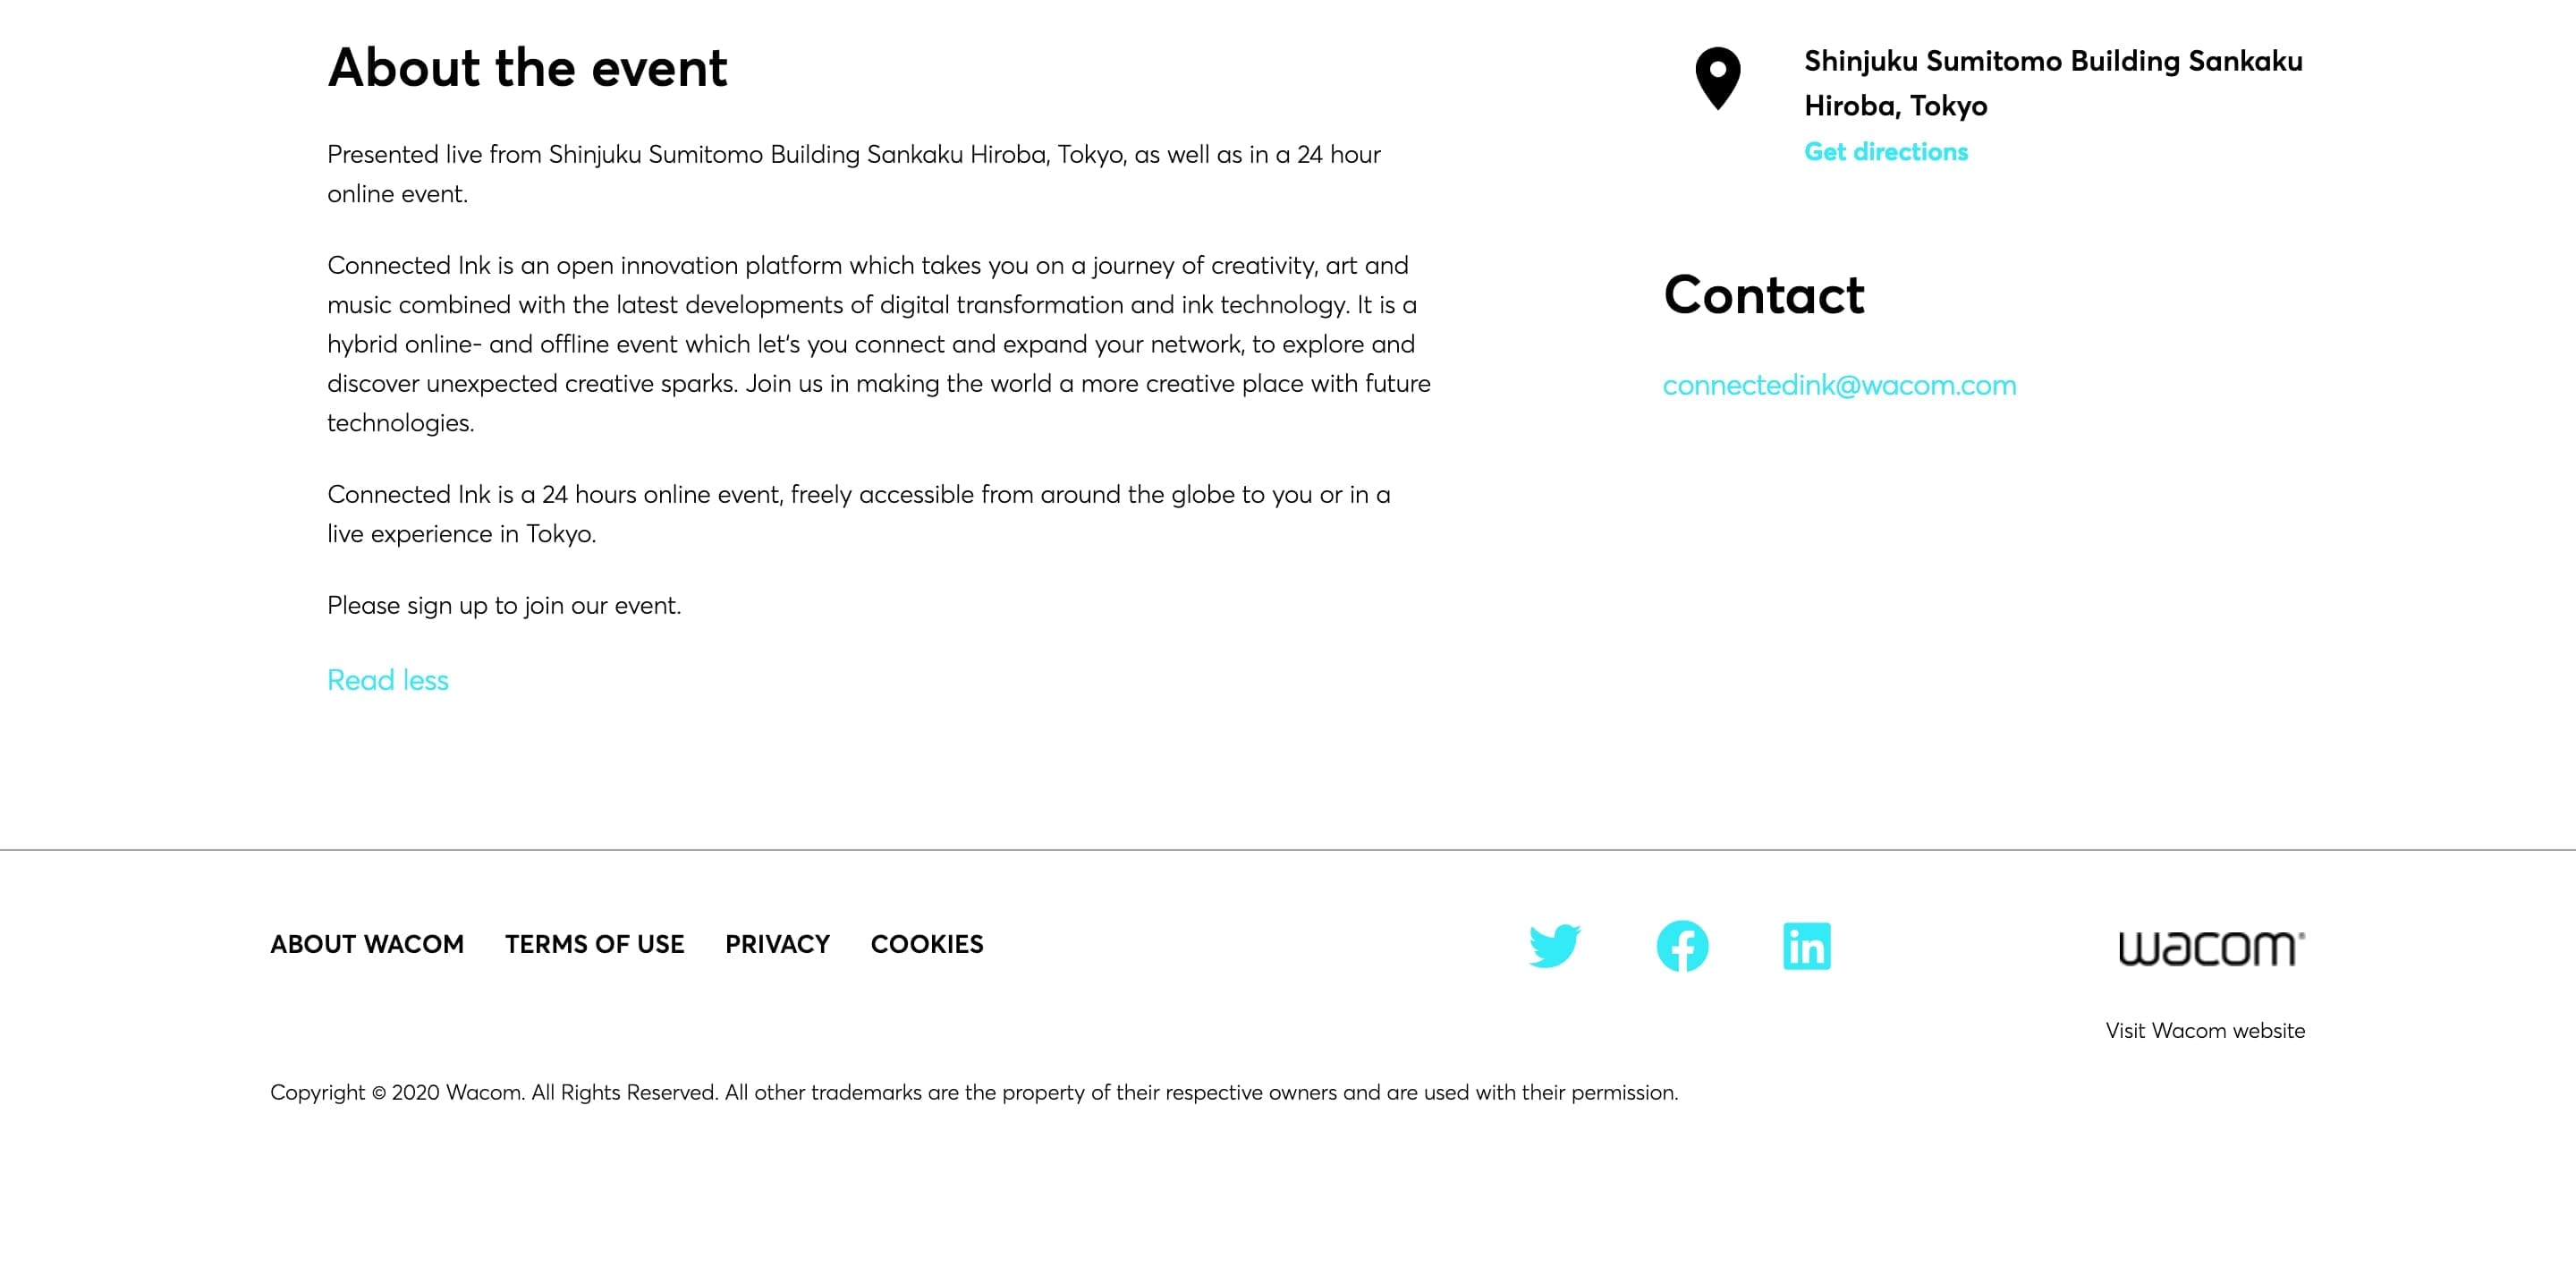 About the event
Presented live from Shinjuku Sumitomo Building Sankaku Hiroba, Tokyo, as well as in a 24 hour
online event.
Connected Ink is an open innovation platform which takes you on a journey of creativity, art and
music combined with the latest developments of digital transformation and ink technology. It is a
hybrid online- and offline event which let's you connect and expand your network, to explore and
discover unexpected creative sparks. Join us in making the world a more creative place with future
technologies.
Connected Ink is a 24 hours online event, freely accessible from around the globe to you or in a
live experience in Tokyo.
Please sign up to join our event.
Read less
Shinjuku Sumitomo Building Sankaku
Hiroba, Tokyo
Get directions
Contact
connectedink@wacom.com
ABOUT WACOM TERMS OF USE PRIVACY COOKIES
wacom
Visit Wacom website
Copyright © 2020 Wacom. All Rights Reserved. All other trademarks are the property of their respective owners and are used with their permission.